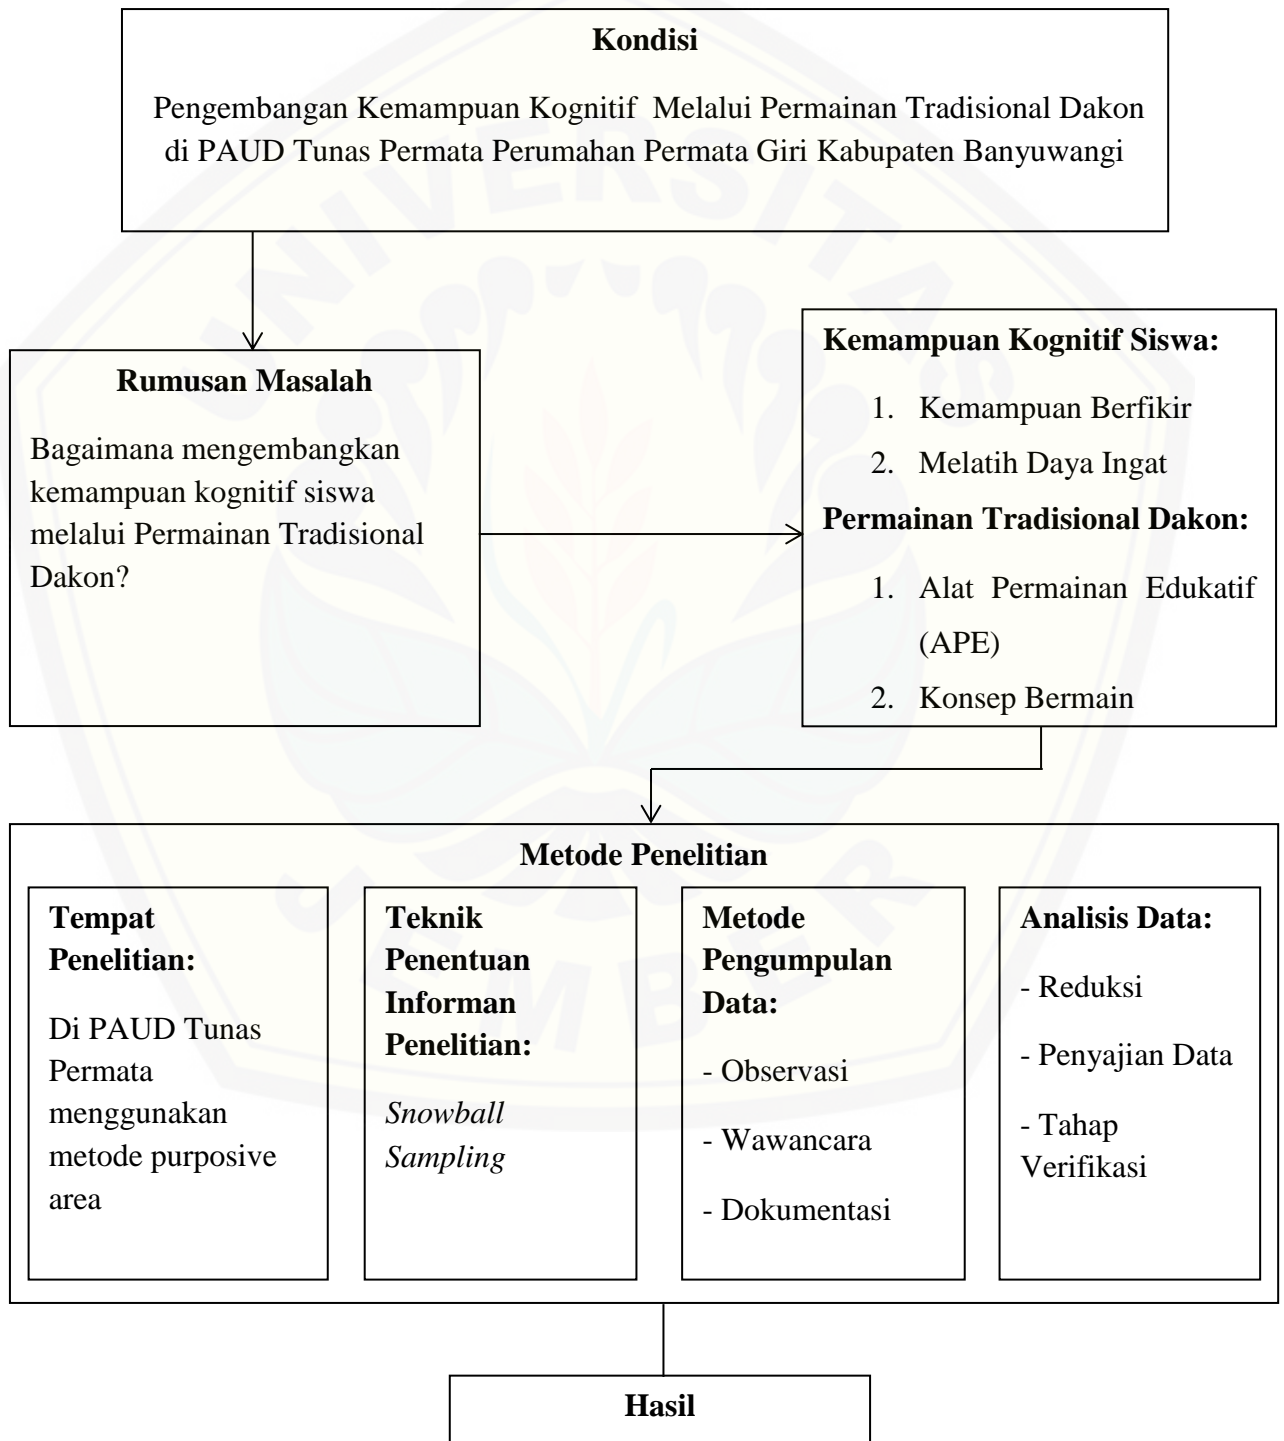 Kondisi
Pengembangan Kemampuan Kognitif Melalui Permainan Tradisional Dakon
di PAUD Tunas Permata Perumahan Permata Giri Kabupaten Banyuwangi
Rumusan Masalah
Bagaimana mengembangkan
kemampuan kognitif siswa
melalui Permainan Tradisional
Dakon?
Kemampuan Kognitif Siswa:
1. Kemampuan Berfikir
2. Melatih Daya Ingat
Permainan Tradisional Dakon:
1. Alat Permainan Edukatif
(APE)
2. Konsep Bermain
Metode Penelitian
Tempat
Penelitian:
Di PAUD Tunas
Permata
menggunakan
metode purposive
area
Teknik
Penentuan
Informan
Penelitian:
Snowball
Sampling
Metode
Pengumpulan
Data:
- Observasi
- Wawancara
- Dokumentasi
Analisis Data:
- Reduksi
- Penyajian Data
- Tahap
Verifikasi
Hasil
UNIVERSITAS
JEMBER